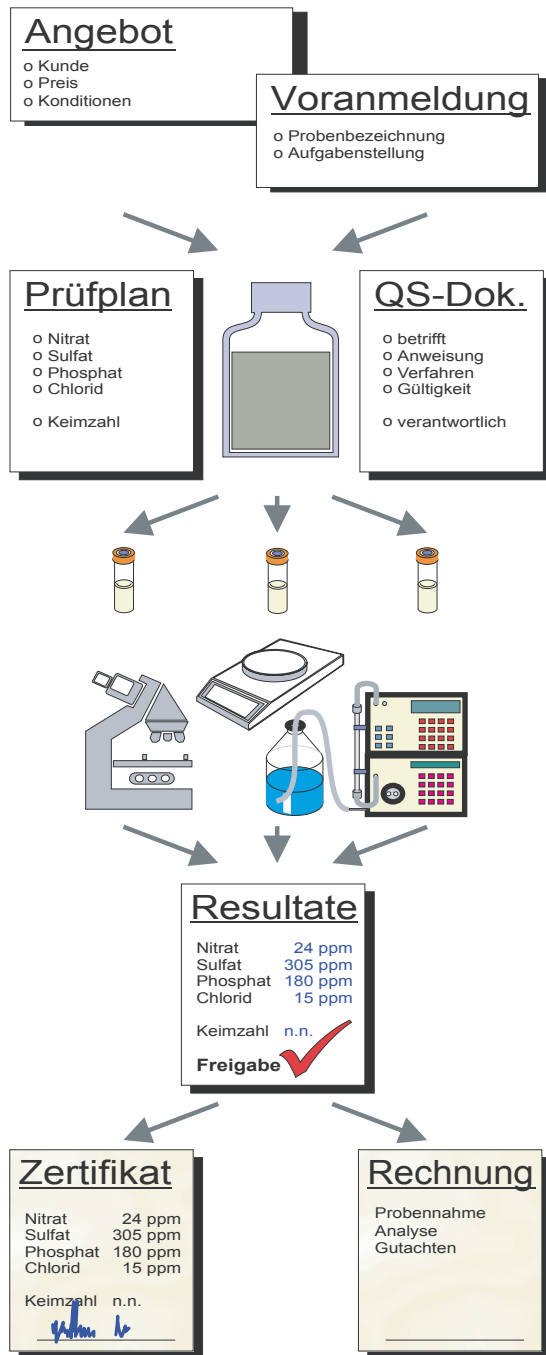 Angebot
o Kunde
o Preis
o Konditionen
Voranmeldung
o Probenbezeichnung
o Aufgabenstellung
Prüfplan
o Nitrat
o Sulfat
o Phosphat
o Chlorid
o Keimzahl
QS-Dok.
o betrifft
o Anweisung
o Verfahren
o Gültigkeit
o verantwortlich
Resultate
Nitrat 24 ppm
Sulfat 305 ppm
Phosphat 180 ppm
Chlorid 15 ppm
Keimzahl n.n.
Freigabe
Zertifikat
Nitrat 24 ppm
Sulfat 305 ppm
Phosphat 180 ppm
Chlorid 15 ppm
Keimzahl n.n.
Rechnung
Probennahme
Analyse
Gutachten